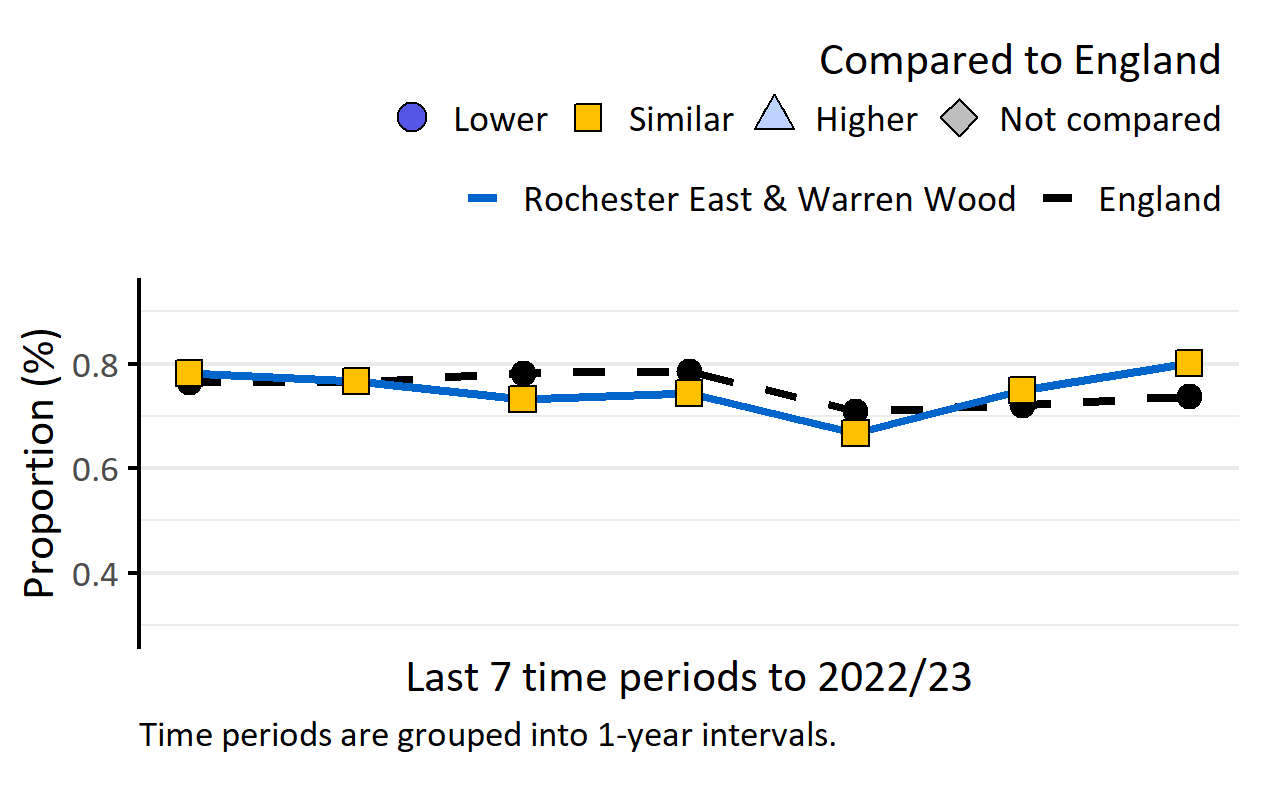 Compared to England
Lower Similar Higher Not compared
Rochester East & Warren Wood England
Proportion (%)
0.8
0.6
0.4
Last 7 time periods to 2022/23
Time periods are grouped into 1-year intervals.